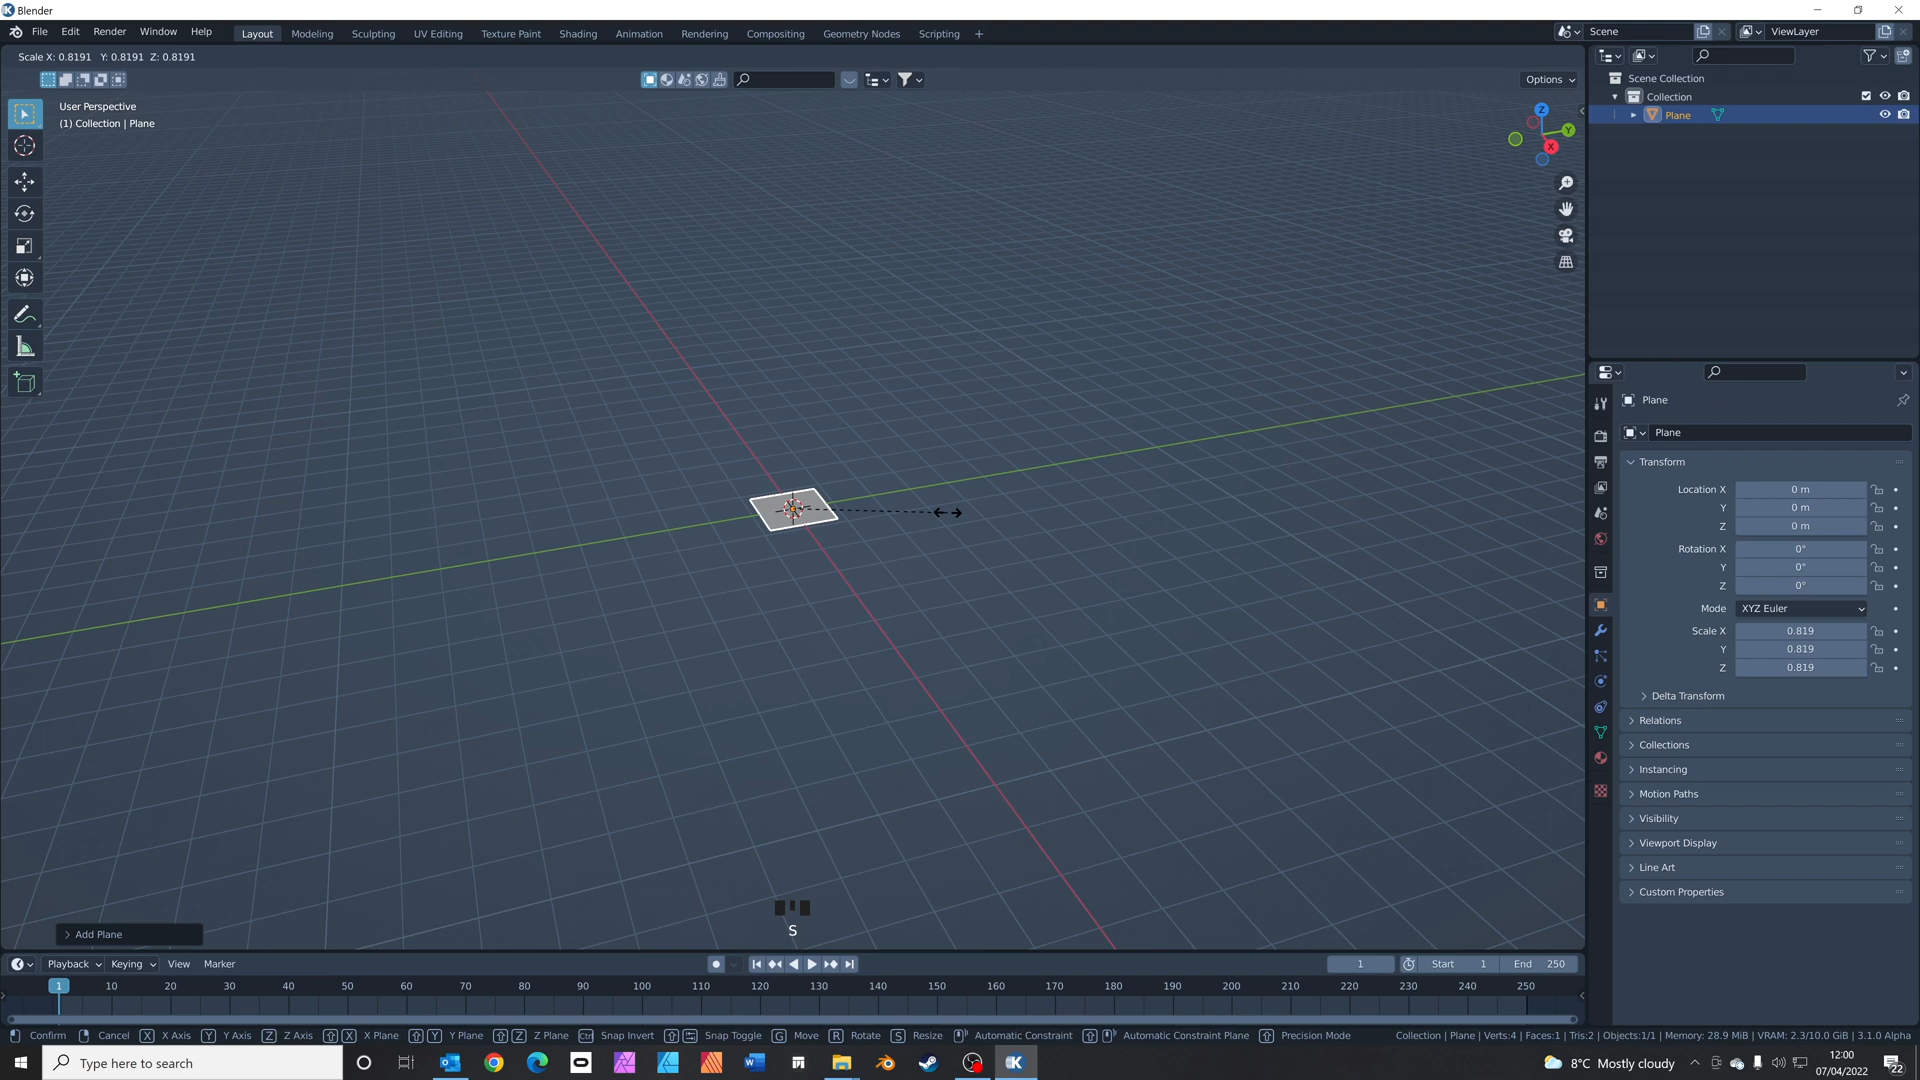 Blender
File Edit Render Window Help Layout Modeling Sculpting UV Editing Texture Paint Shading Animation Rendering Compositing Geometry Nodes Scripting + Scene ViewLayer
Scale X: 0.8191 Y: 0.8191 Z: 0.8191
Options
User Perspective
(1) Collection | Plane
Z
Y
X
Scene Collection
Collection
Plane
Plane
Plane
Transform
Location X 0 m
Y 0 m
Z 0 m
Rotation X 0°
Y 0°
Z 0°
Mode XYZ Euler
Scale X 0.819
Y 0.819
Z 0.819
Delta Transform
Relations
Collections
Instancing
Motion Paths
Visibility
Viewport Display
Line Art
Custom Properties
S
Add Plane
Playback Keying View Marker 1 Start 1 End 250
1 10 20 30 40 50 60 70 80 90 100 110 120 130 140 150 160 170 180 190 200 210 220 230 240 250
Confirm Cancel X X Axis Y Y Axis Z Z Axis X X Plane Y Y Plane Z Z Plane Ctrl Snap Invert Snap Toggle G Move R Rotate S Resize Automatic Constraint Automatic Constraint Plane Precision Mode Collection | Plane | Verts:4 | Faces:1 | Tris:2 | Objects:1/1 | Memory: 28.9 MiB | VRAM: 2.3/10.0 GiB | 3.1.0 Alpha
Type here to search 8°C Mostly cloudy 12:00
07/04/2022 22